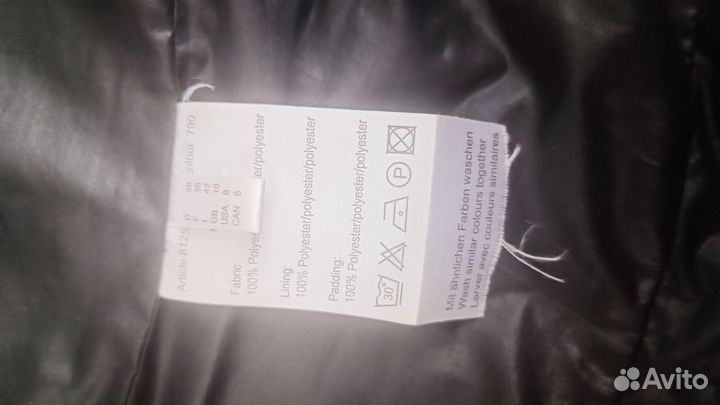 Article 8125 colour 790
D 36
F 38
I 42
GB 10
USA 8
CAN 6
Fabric:
100% Polyester/polyester/polyester
Lining:
100% Polyester/polyester/polyester
Padding:
100% Polyester/polyester/polyester
30° P
Mit ähnlichen Farben waschen
Wash similar colours together
Larver avec couleurs similaires
Avito